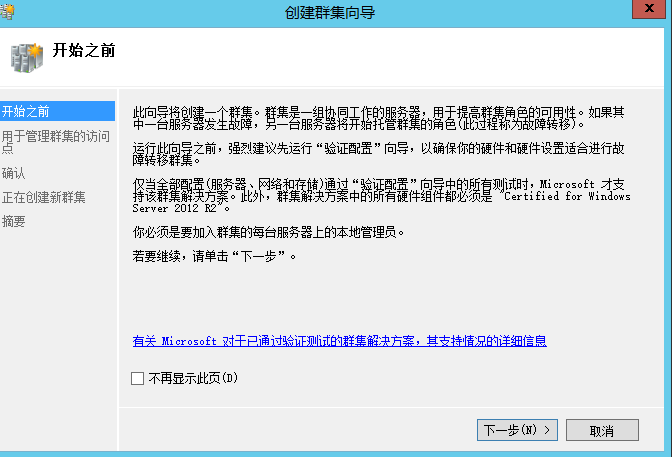 创建群集向导
开始之前
开始之前
用于管理群集的访问
点
确认
正在创建新群集
摘要
此向导将创建一个群集。群集是一组协同工作的服务器，用于提高群集角色的可用性。如果其
中一台服务器发生故障，另一台服务器将开始托管群集的角色(此过程称为故障转移)。
运行此向导之前，强烈建议先运行“验证配置”向导，以确保你的硬件和硬件设置适合进行故
障转移群集。
仅当全部配置(服务器、网络和存储)通过“验证配置”向导中的所有测试时，Microsoft 才支
持该群集解决方案。此外，群集解决方案中的所有硬件组件都必须是 "Certified for Windows
Server 2012 R2"。
你必须是要加入群集的每台服务器上的本地管理员。
若要继续，请单击“下一步”。
有关 Microsoft 对于已通过验证测试的群集解决方案，其支持情况的详细信息
不再显示此页(D)
下一步(N) >
取消